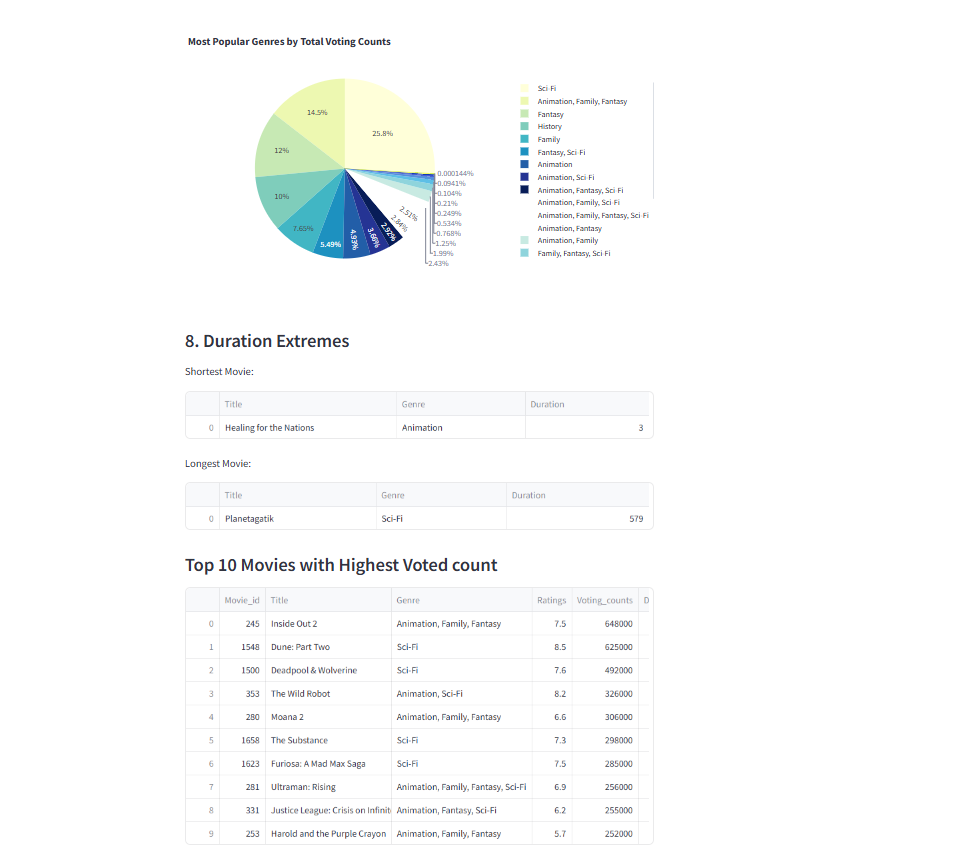 Most Popular Genres by Total Voting Counts
25.8%
14.5%
12%
10%
7.65%
5.49%
4.93%
3.66%
2.92%
2.84%
2.51%
0.000144%
0.0941%
0.104%
0.21%
0.249%
0.534%
0.768%
1.25%
1.99%
2.43%
Sci-Fi
Animation, Family, Fantasy
Fantasy
History
Family
Fantasy, Sci-Fi
Animation
Animation, Sci-Fi
Animation, Fantasy, Sci-Fi
Animation, Family, Sci-Fi
Animation, Family, Fantasy, Sci-Fi
Animation, Fantasy
Animation, Family
Family, Fantasy, Sci-Fi
8. Duration Extremes
Shortest Movie:
Title Genre Duration
0 Healing for the Nations Animation 3
Longest Movie:
Title Genre Duration
0 Planetagatik Sci-Fi 579
Top 10 Movies with Highest Voted count
Movie_id Title Genre Ratings Voting_counts D
0 245 Inside Out 2 Animation, Family, Fantasy 7.5 648000
1 1548 Dune: Part Two Sci-Fi 8.5 625000
2 1500 Deadpool & Wolverine Sci-Fi 7.6 492000
3 353 The Wild Robot Animation, Sci-Fi 8.2 326000
4 280 Moana 2 Animation, Family, Fantasy 6.6 306000
5 1658 The Substance Sci-Fi 7.3 298000
6 1623 Furiosa: A Mad Max Saga Sci-Fi 7.5 285000
7 281 Ultraman: Rising Animation, Family, Fantasy, Sci-Fi 6.9 256000
8 331 Justice League: Crisis on Infinit Animation, Fantasy, Sci-Fi 6.2 255000
9 253 Harold and the Purple Crayon Animation, Family, Fantasy 5.7 252000